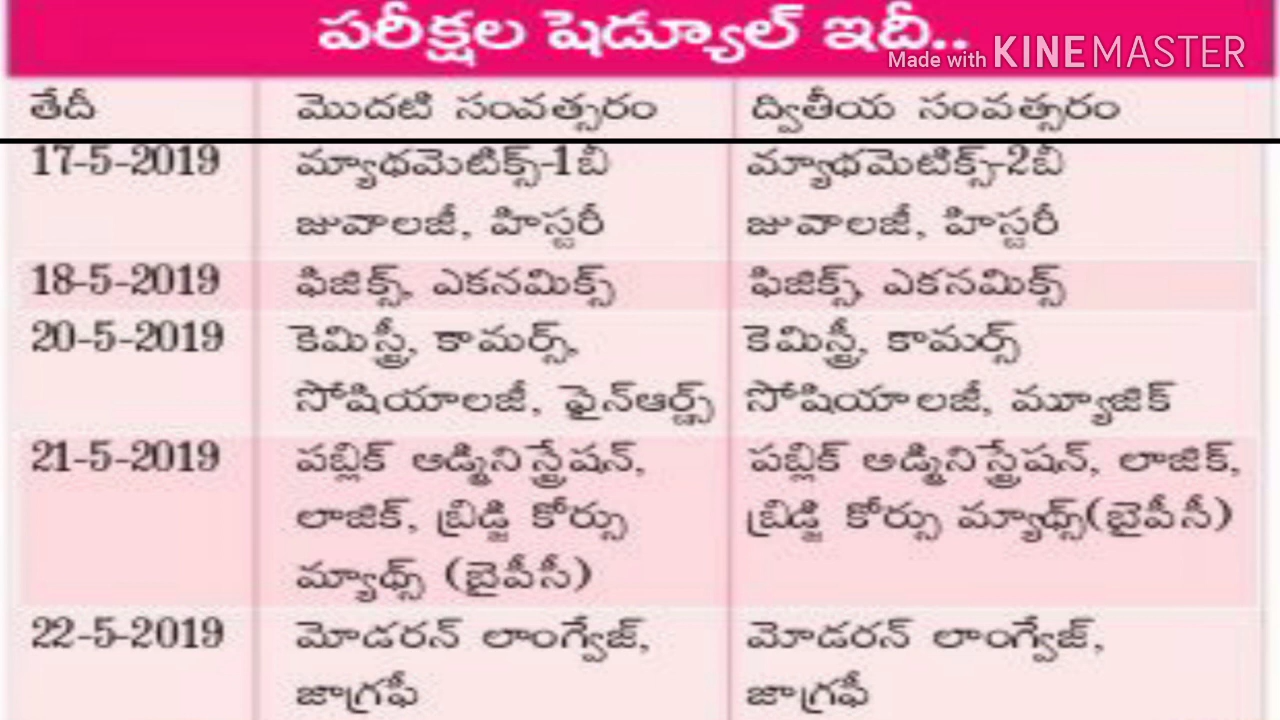 పరీక్షల షెడ్యూల్ ఇదీ..
Made with KINEMASTER
తేదీ మొదటి సంవత్సరం ద్వితీయ సంవత్సరం
17-5-2019 మ్యాథమెటిక్స్-1బీ మ్యాథమెటిక్స్-2బీ
జువాలజీ, హిస్టరీ జువాలజీ, హిస్టరీ
18-5-2019 ఫిజిక్స్, ఎకనమిక్స్ ఫిజిక్స్, ఎకనమిక్స్
20-5-2019 కెమిస్ట్రీ, కామర్స్, కెమిస్ట్రీ, కామర్స్
సోషియాలజీ, ఫైన్ఆర్ట్స్ సోషియాలజీ, మ్యూజిక్
21-5-2019 పబ్లిక్ ఆడ్మినిస్ట్రేషన్, పబ్లిక్ అడ్మినిస్ట్రేషన్, లాజిక్,
లాజిక్, బ్రిడ్జి కోర్సు బ్రిడ్జి కోర్సు మ్యాథ్స్(బైపీసీ)
మ్యాథ్స్ (బైపీసీ)
22-5-2019 మోడరన్ లాంగ్వేజ్, మోడరన్ లాంగ్వేజ్,
జాగ్రఫీ జాగ్రఫీ